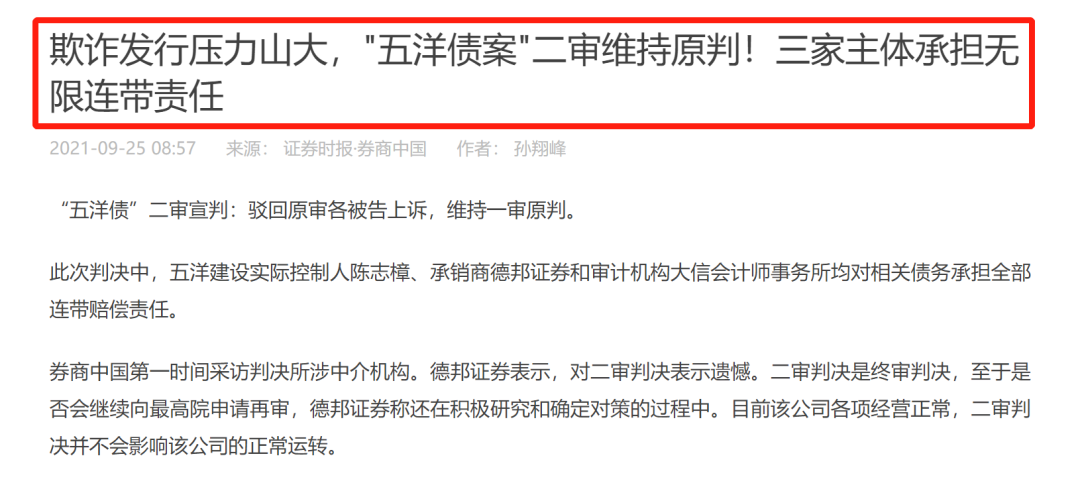 欺诈发行压力山大，"五洋债案"二审维持原判！三家主体承担无
限连带责任
2021-09-25 08:57 来源： 证券时报·券商中国 作者： 孙翔峰
“五洋债”二审宣判：驳回原审各被告上诉，维持一审原判。
此次判决中，五洋建设实际控制人陈志樟、承销商德邦证券和审计机构大信会计师事务所均对相关债务承担全部
连带赔偿责任。
券商中国第一时间采访判决所涉中介机构。德邦证券表示，对二审判决表示遗憾。二审判决是终审判决，至于是
否会继续向最高院申请再审，德邦证券称还在积极研究和确定对策的过程中。目前该公司各项经营正常，二审判
决并不会影响该公司的正常运转。